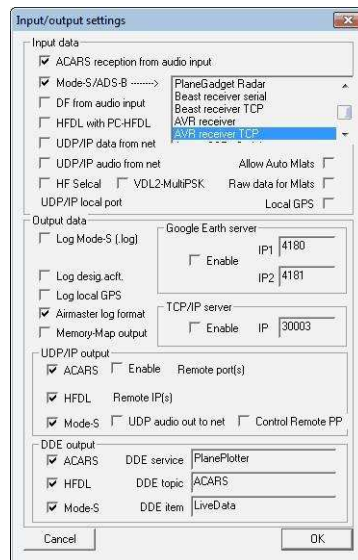 Input/output settings
Input data
ACARS reception from audio input
Mode-S/ADS-B -------->
PlaneGadget Radar
Beast receiver serial
Beast receiver TCP
AVR receiver
AVR receiver TCP
DF from audio input
HFDL with PC-HFDL
UDP/IP data from net
UDP/IP audio from net
Allow Auto Mlats
HF Selcal
VDL2-MultiPSK
Raw data for Mlats
UDP/IP local port
Local GPS
Output data
Log Mode-S (.log)
Google Earth server
Enable
IP1 4180
IP2 4181
Log desig.acft.
Log local GPS
Airmaster log format
Memory-Map output
TCP/IP server
Enable
IP 30003
UDP/IP output
ACARS
Enable
Remote port(s)
HFDL
Remote IP(s)
Mode-S
UDP audio out to net
Control Remote PP
DDE output
ACARS
DDE service PlanePlotter
HFDL
DDE topic ACARS
Mode-S
DDE item LiveData
Cancel
OK